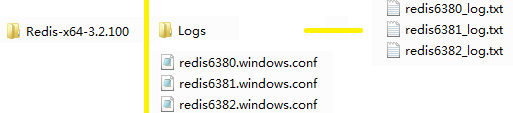 Redis-x64-3.2.100
Logs
redis6380.windows.conf
redis6381.windows.conf
redis6382.windows.conf
redis6380_log.txt
redis6381_log.txt
redis6382_log.txt